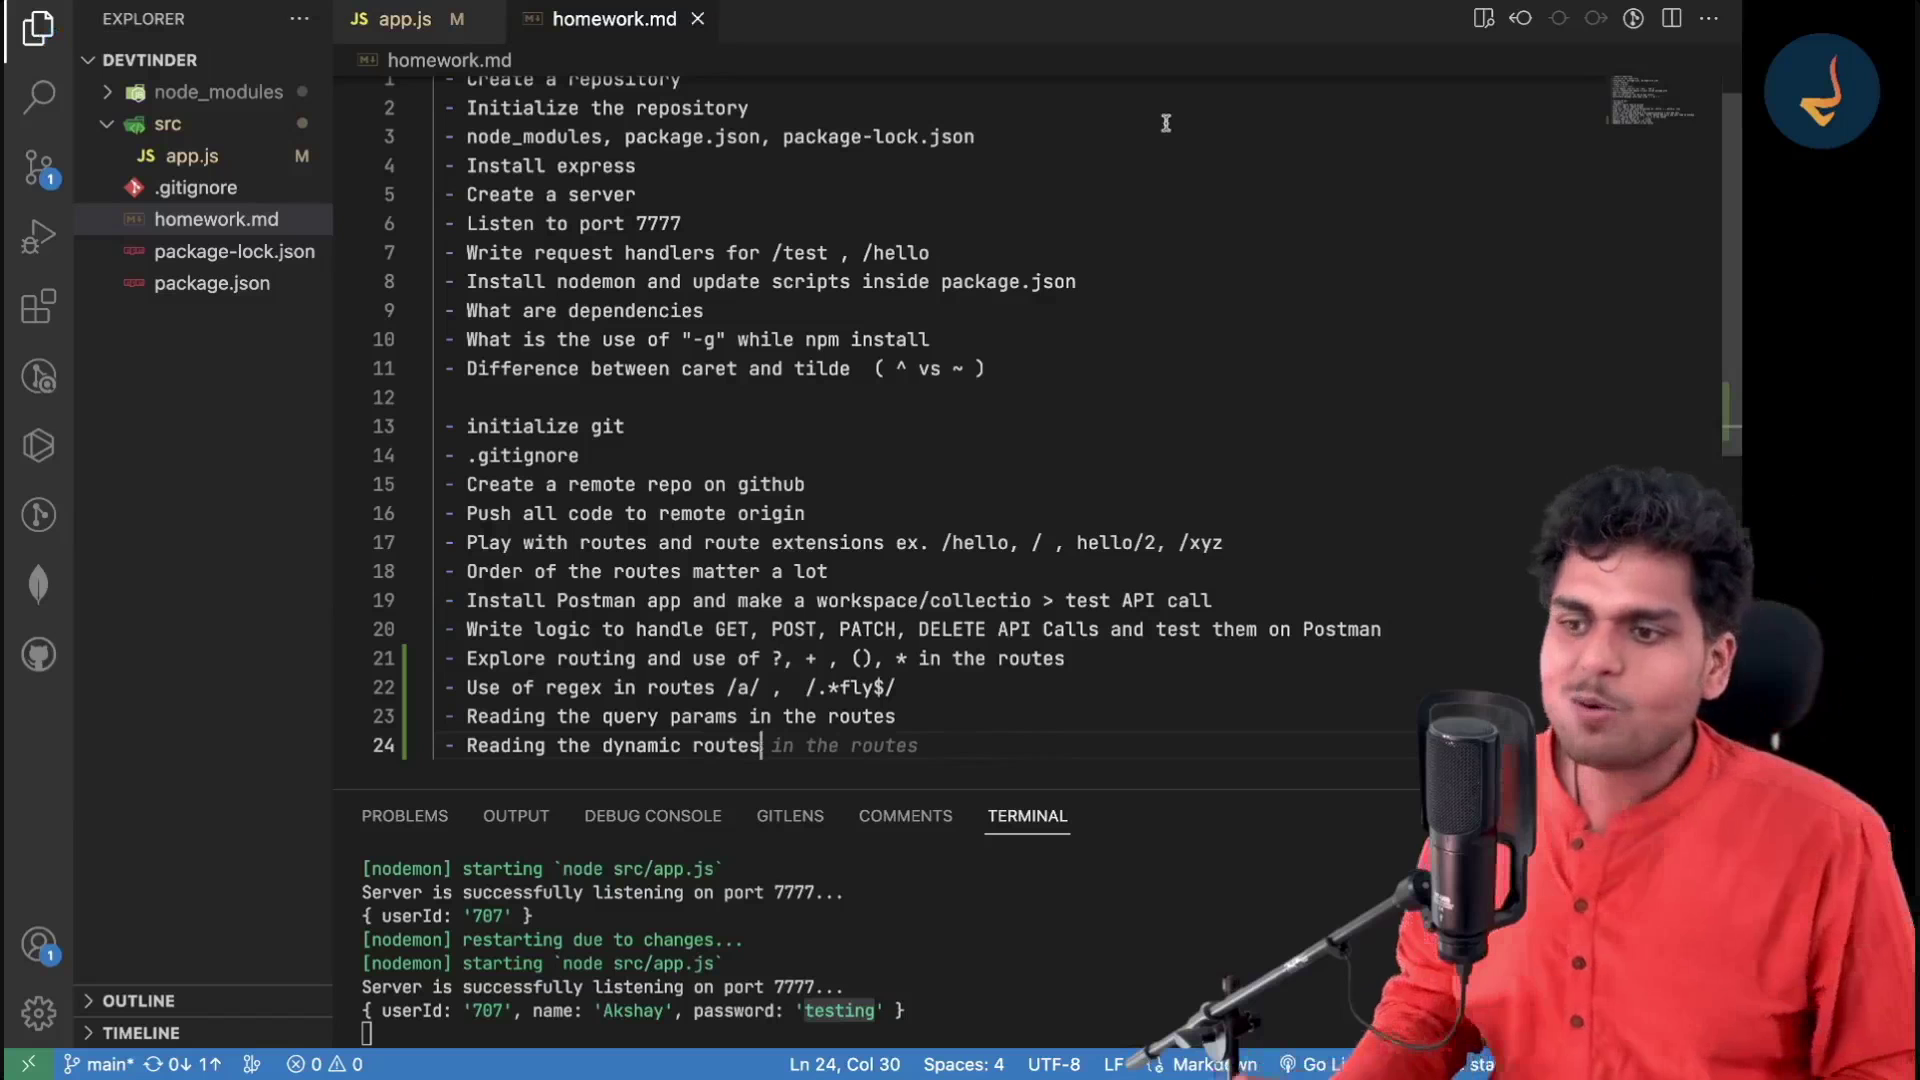 EXPLORER
DEVTINDER
node_modules
src
JS app.js M
.gitignore
homework.md
package-lock.json
package.json
OUTLINE
TIMELINE
JS app.js M
homework.md
homework.md
1 - Create a repository
2 - Initialize the repository
3 - node_modules, package.json, package-lock.json
4 - Install express
5 - Create a server
6 - Listen to port 7777
7 - Write request handlers for /test , /hello
8 - Install nodemon and update scripts inside package.json
9 - What are dependencies
10 - What is the use of "-g" while npm install
11 - Difference between caret and tilde ( ^ vs ~ )
12
13 - initialize git
14 - .gitignore
15 - Create a remote repo on github
16 - Push all code to remote origin
17 - Play with routes and route extensions ex. /hello, / , hello/2, /xyz
18 - Order of the routes matter a lot
19 - Install Postman app and make a workspace/collectio > test API call
20 - Write logic to handle GET, POST, PATCH, DELETE API Calls and test them on Postman
21 - Explore routing and use of ?, + , (), * in the routes
22 - Use of regex in routes /a/ , /.*fly$/
23 - Reading the query params in the routes
24 - Reading the dynamic routes in the routes
PROBLEMS OUTPUT DEBUG CONSOLE GITLENS COMMENTS TERMINAL
[nodemon] starting `node src/app.js`
Server is successfully listening on port 7777...
{ userId: '707' }
[nodemon] restarting due to changes...
[nodemon] starting `node src/app.js`
Server is successfully listening on port 7777...
{ userId: '707', name: 'Akshay', password: 'testing' }
1
1
main* 0↓ 1↑ 0 0 Ln 24, Col 30 Spaces: 4 UTF-8 LF Markdown Go